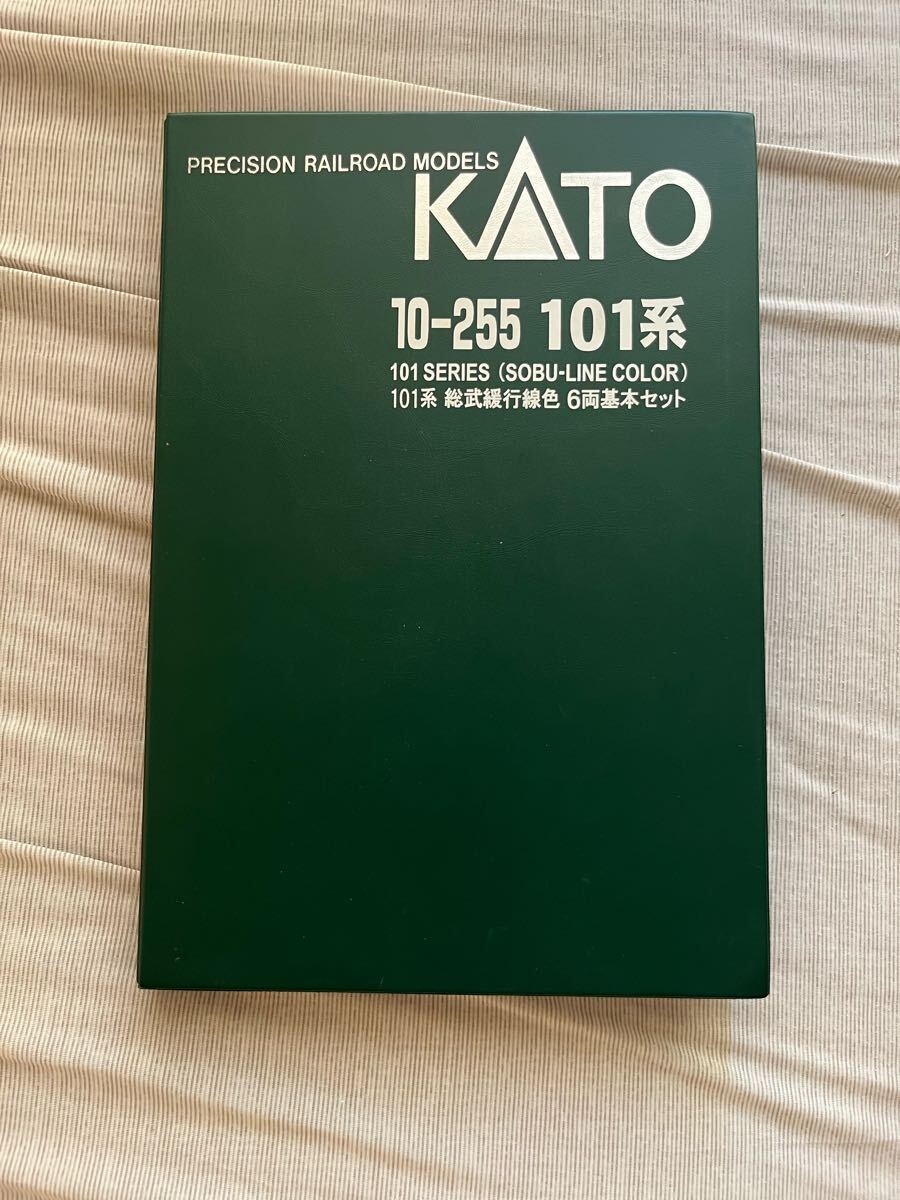 PRECISION RAILROAD MODELS
KATO
10-255 101系
101 SERIES (SOBU-LINE COLOR)
101系 総武緩行線色 6両基本セット